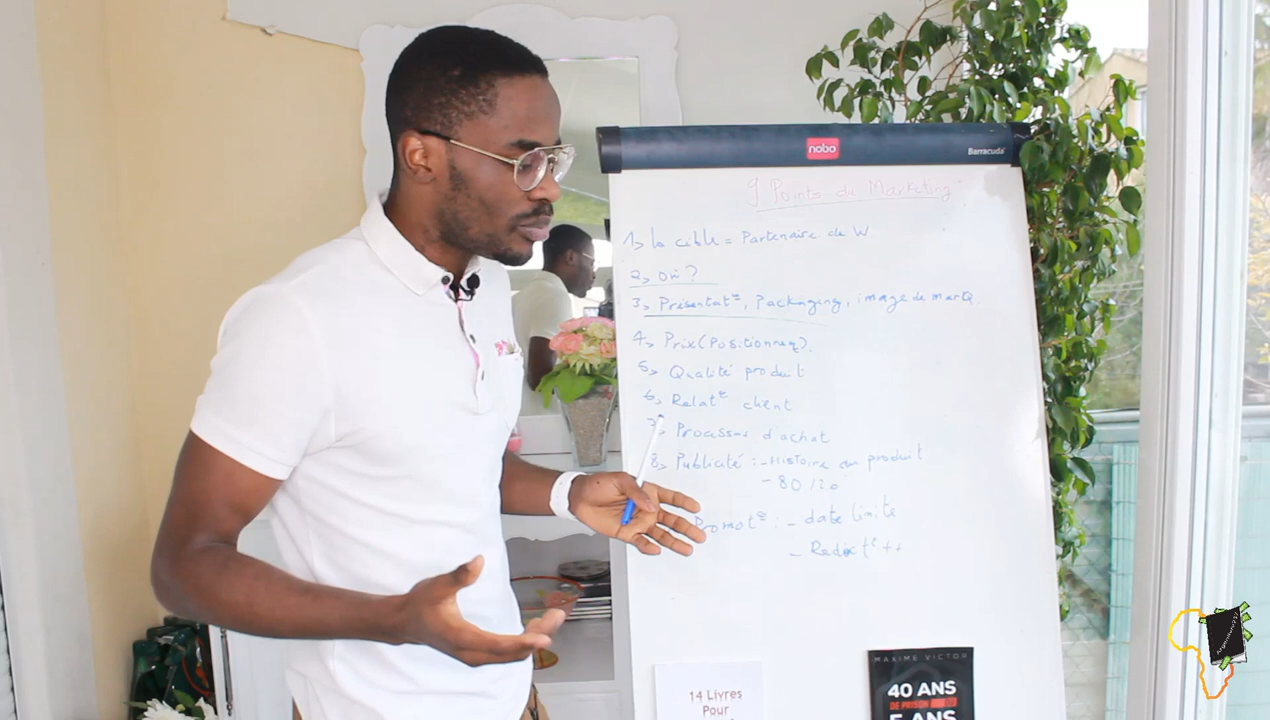 nobo
Barracuda
9 Points du Marketing
1> la cible = Partenaire de W
2> où ?
3> Présentat°, Packaging, image de marQ.
4> Prix (Positionnem)
5> Qualité produit
6> Relat° client
7> Processus d'achat
8> Publicité : - Histoire du produit
- 80/20
Promot° : - date limite
- Reduct° ++
14 Livres
Pour
MAXIME VICTOR
40 ANS
DE PRISON
5 ANS